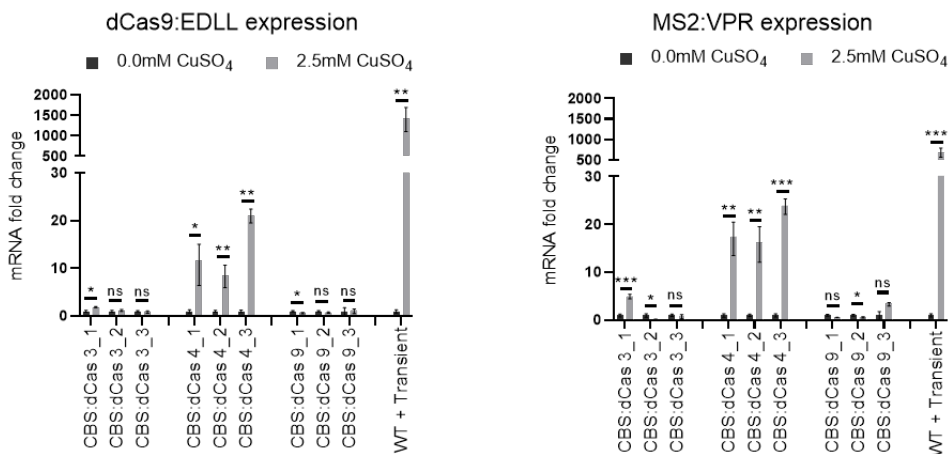 dCas9:EDLL expression
0.0mM CuSO₄ 2.5mM CuSO₄
mRNA fold change
2000
1500
1000
500
30
20
10
0
* ns ns * ** ** * ns ns **
CBS:dCas 3_1
CBS:dCas 3_2
CBS:dCas 3_3
CBS:dCas 4_1
CBS:dCas 4_2
CBS:dCas 4_3
CBS:dCas 9_1
CBS:dCas 9_2
CBS:dCas 9_3
WT + Transient
MS2:VPR expression
0.0mM CuSO₄ 2.5mM CuSO₄
mRNA fold change
2000
1500
1000
500
30
20
10
0
*** * ns ** ** *** ns * ns ***
CBS:dCas 3_1
CBS:dCas 3_2
CBS:dCas 3_3
CBS:dCas 4_1
CBS:dCas 4_2
CBS:dCas 4_3
CBS:dCas 9_1
CBS:dCas 9_2
CBS:dCas 9_3
WT + Transient